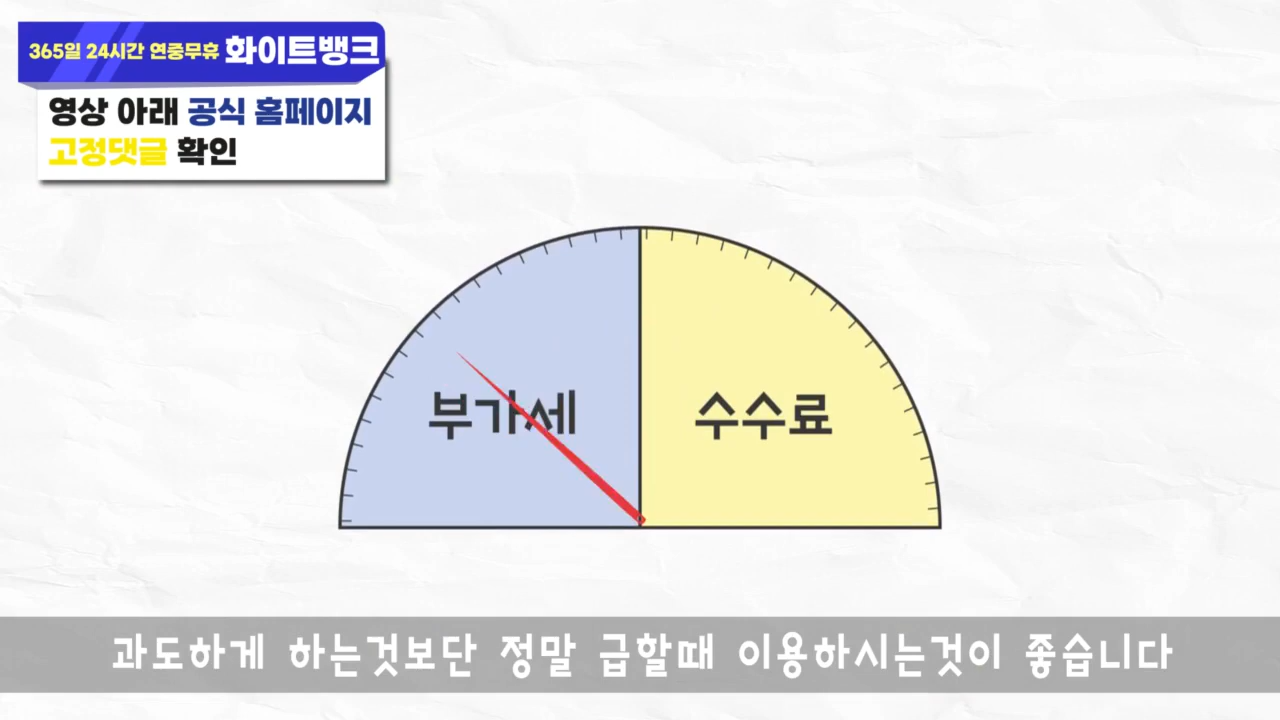 365일 24시간 연중무휴 화이트뱅크
영상 아래 공식 홈페이지
고정댓글 확인
부가세 수수료
과도하게 하는것보단 정말 급할때 이용하시는것이 좋습니다